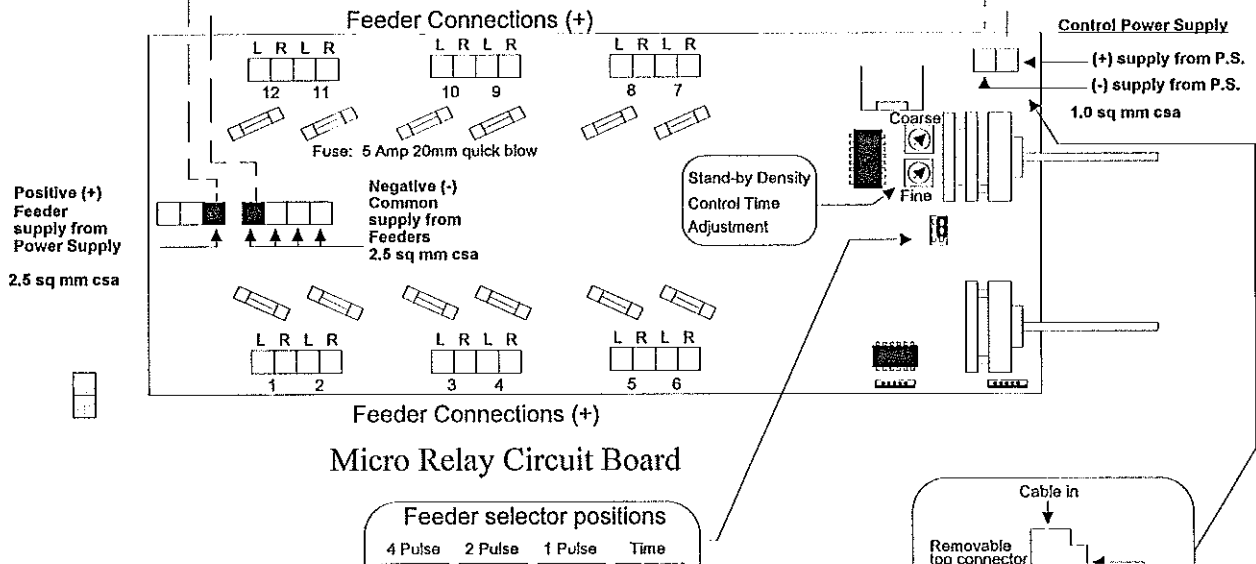 Feeder Connections (+)
Control Power Supply
L R L R
12 11
L R L R
10 9
L R L R
8 7
(+) supply from P.S.
(-) supply from P.S.
1.0 sq mm csa
Coarse
Fine
Fuse: 5 Amp 20mm quick blow
Stand-by Density
Control Time
Adjustment
Positive (+)
Feeder
supply from
Power Supply
2.5 sq mm csa
Negative (-)
Common
supply from
Feeders
2.5 sq mm csa
L R L R
1 2
L R L R
3 4
L R L R
5 6
Feeder Connections (+)
Micro Relay Circuit Board
Feeder selector positions
4 Pulse 2 Pulse 1 Pulse Time
Cable in
Removable
top connector